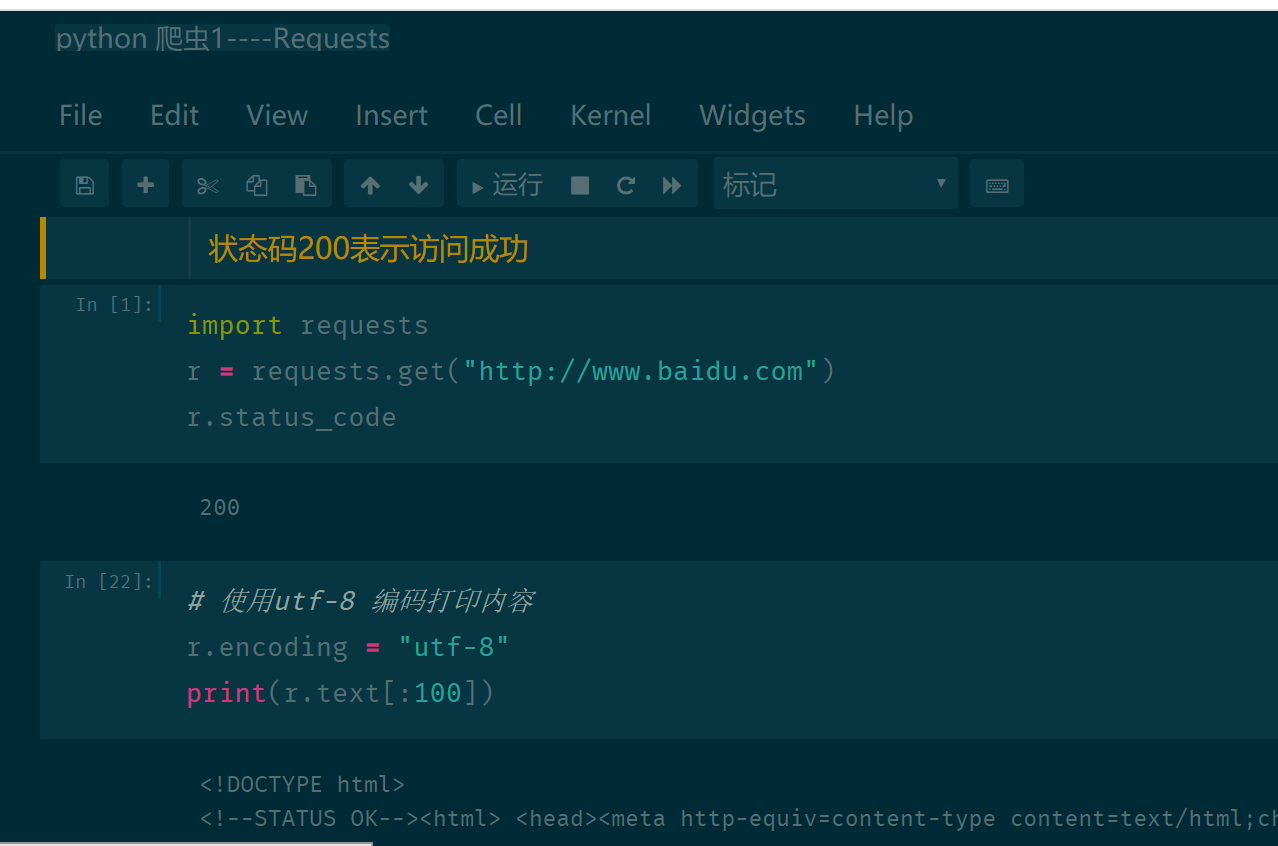 python 爬虫1----Requests
File Edit View Insert Cell Kernel Widgets Help
运行 标记
状态码200表示访问成功
In [1]:
import requests
r = requests.get("http://www.baidu.com")
r.status_code
200
In [22]:
# 使用utf-8 编码打印内容
r.encoding = "utf-8"
print(r.text[:100])
<!DOCTYPE html>
<!--STATUS OK--><html> <head><meta http-equiv=content-type content=text/html;ch